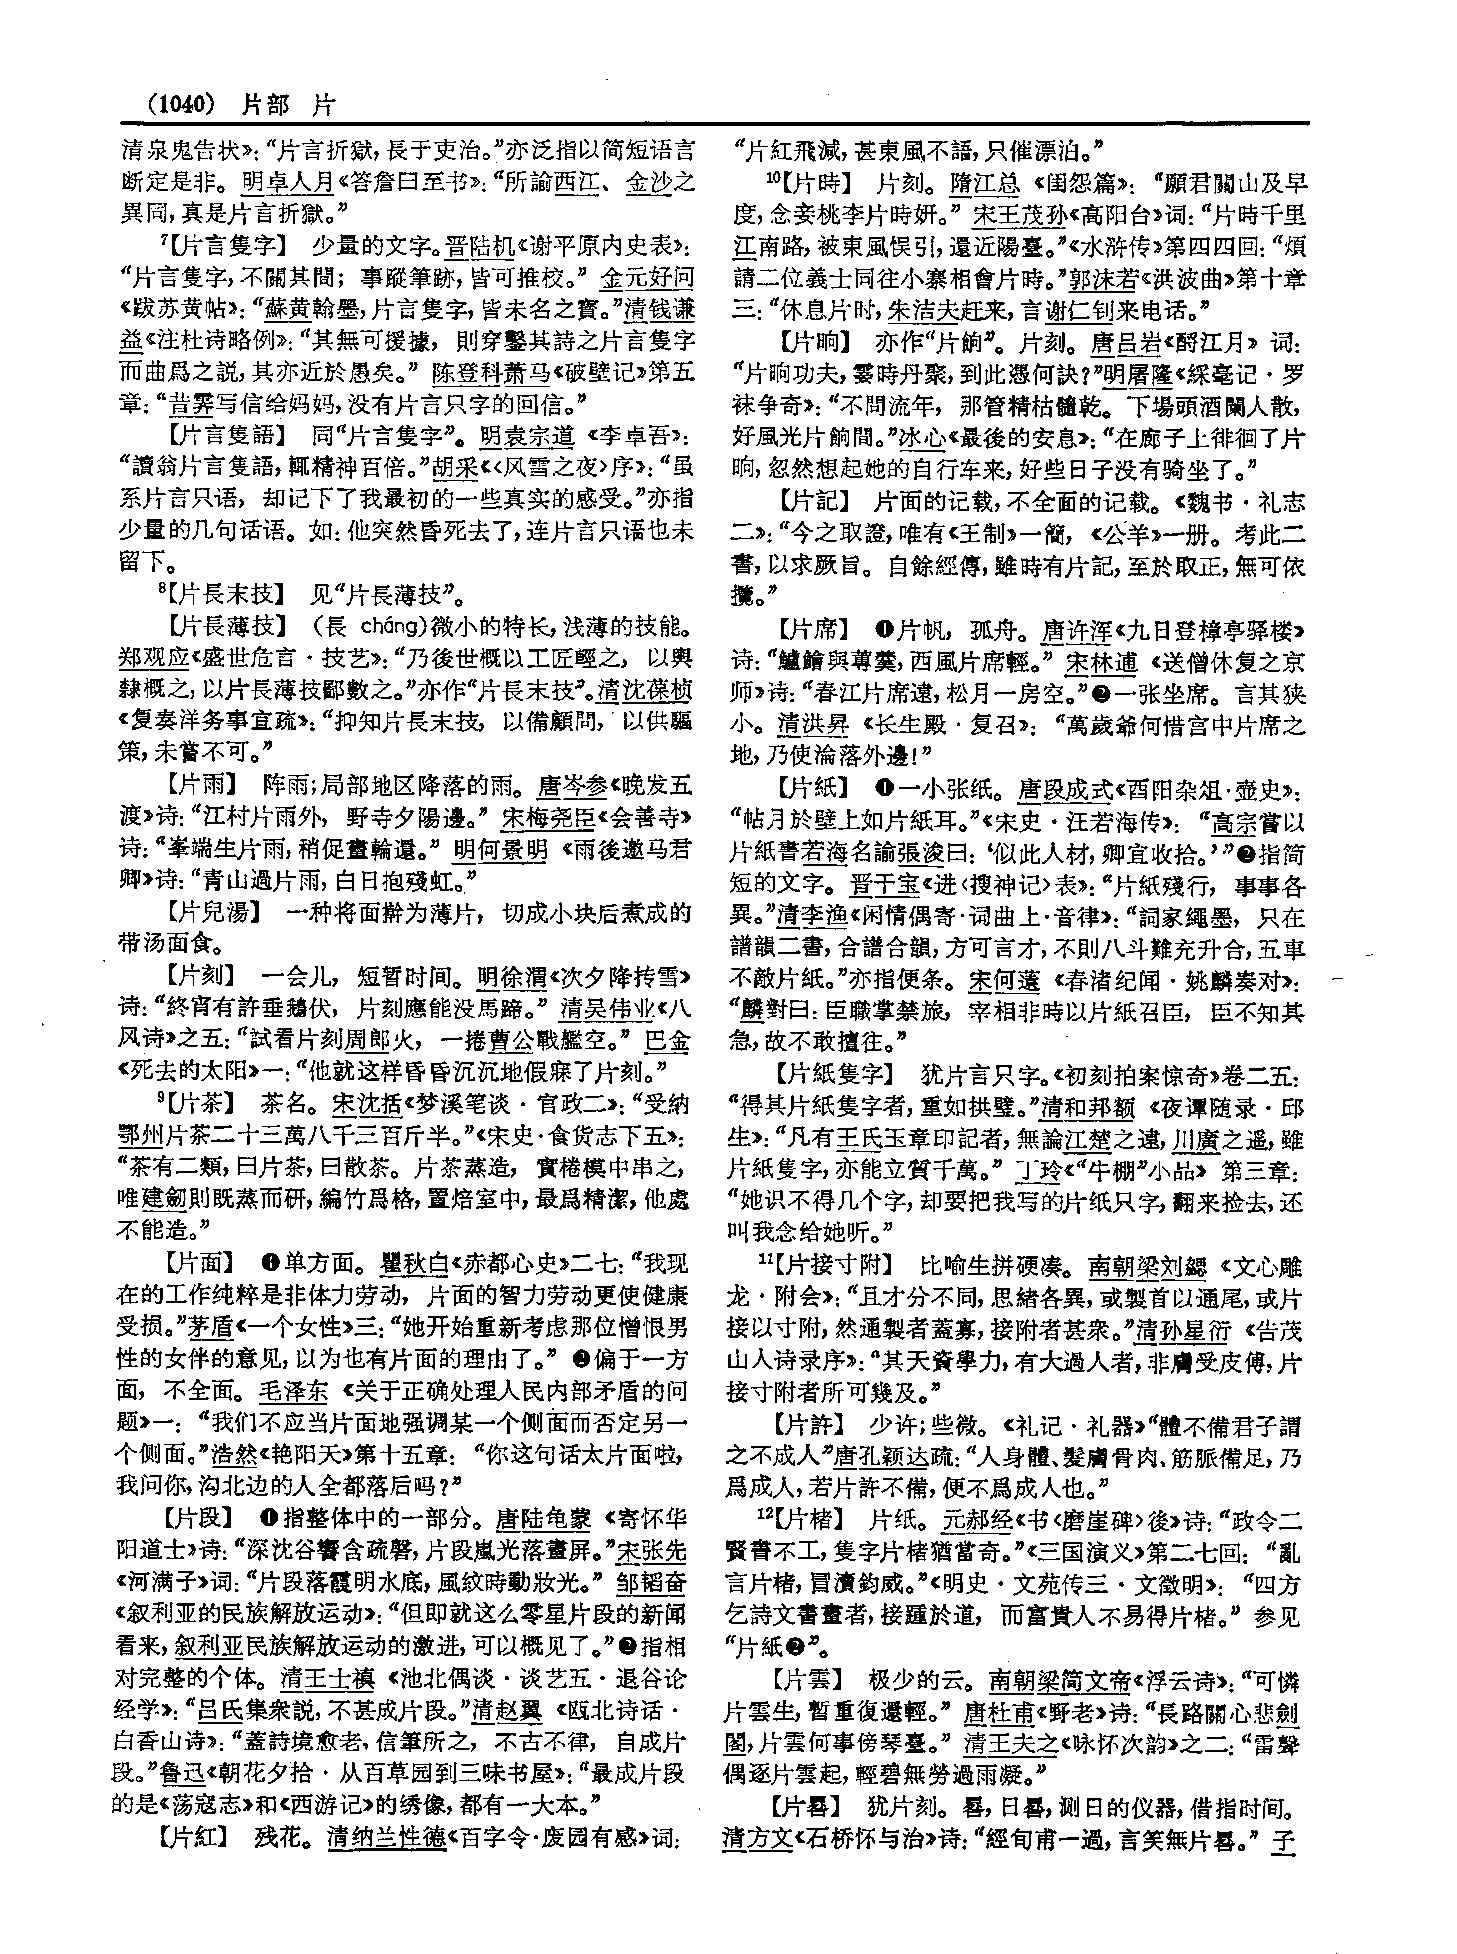 (1040) 片部 片
清泉鬼告状》：“片言折獄，長于吏治。”亦泛指以简短语言
断定是非。明卓人月《答詹曰至书》：“所諭西江、金沙之
異同，真是片言折獄。”
⁷【片言隻字】 少量的文字。晋陆机《谢平原内史表》：
“片言隻字，不關其間；事蹤筆跡，皆可推校。”金元好问
《跋苏黄帖》：“蘇黄翰墨，片言隻字，皆未名之寳。”清钱谦
益《注杜诗略例》：“其無可援據，則穿鑿其詩之片言隻字
而曲爲之説，其亦近於愚矣。”陈登科萧马《破壁记》第五
章：“昔霁写信给妈妈，没有片言只字的回信。”
【片言隻語】 同“片言隻字”。明袁宗道《李卓吾》：
“讀翁片言隻語，輒精神百倍。”胡采《〈风雪之夜〉序》：“虽
系片言只语，却记下了我最初的一些真实的感受。”亦指
少量的几句话语。如：他突然昏死去了，连片言只语也未
留下。
⁸【片長末技】 见“片長薄技”。
【片長薄技】 （長 cháng）微小的特长，浅薄的技能。
郑观应《盛世危言·技艺》：“乃後世概以工匠輕之，以輿
隸概之，以片長薄技鄙數之。”亦作“片長末技”。清沈葆桢
《复奏洋务事宜疏》：“抑知片長末技，以備顧問，以供驅
策，未嘗不可。”
【片雨】 阵雨；局部地区降落的雨。唐岑参《晚发五
渡》诗：“江村片雨外，野寺夕陽邊。”宋梅尧臣《会善寺》
诗：“峯端生片雨，稍促畫輪還。”明何景明《雨後邀马君
卿》诗：“青山過片雨，白日抱殘虹。”
【片兒湯】 一种将面擀为薄片，切成小块后煮成的
带汤面食。
【片刻】 一会儿，短暂时间。明徐渭《次夕降抟雪》
诗：“終宵有許垂鵝伏，片刻應能没馬蹄。”清吴伟业《八
风诗》之五：“試看片刻周郎火，一捲曹公戰艦空。”巴金
《死去的太阳》一：“他就这样昏昏沉沉地假寐了片刻。”
⁹【片茶】 茶名。宋沈括《梦溪笔谈·官政二》：“受纳
鄂州片茶二十三萬八千三百斤半。”《宋史·食货志下五》：
“茶有二類，曰片茶，曰散茶。片茶蒸造，實棬模中串之，
唯建劒則既蒸而研，編竹爲格，置焙室中，最爲精潔，他處
不能造。”
【片面】 ❶单方面。瞿秋白《赤都心史》二七：“我现
在的工作纯粹是非体力劳动，片面的智力劳动更使健康
受损。”茅盾《一个女性》三：“她开始重新考虑那位憎恨男
性的女伴的意见，以为也有片面的理由了。”❷偏于一方
面，不全面。毛泽东《关于正确处理人民内部矛盾的问
题》一：“我们不应当片面地强调某一个侧面而否定另一
个侧面。”浩然《艳阳天》第十五章：“你这句话太片面啦，
我问你，沟北边的人全都落后吗？”
【片段】 ❶指整体中的一部分。唐陆龟蒙《寄怀华
阳道士》诗：“深沈谷響含疏磬，片段嵐光落畫屏。”宋张先
《河满子》词：“片段落霞明水底，風紋時動妝光。”邹韬奋
《叙利亚的民族解放运动》：“但即就这么零星片段的新闻
看来，叙利亚民族解放运动的激进，可以概见了。”❷指相
对完整的个体。清王士禛《池北偶谈·谈艺五·退谷论
经学》：“吕氏集衆説，不甚成片段。”清赵翼《瓯北诗话·
白香山诗》：“蓋詩境愈老，信筆所之，不古不律，自成片
段。”鲁迅《朝花夕拾·从百草园到三味书屋》：“最成片段
的是《荡寇志》和《西游记》的绣像，都有一大本。”
【片紅】 残花。清纳兰性德《百字令·废园有感》词：
“片紅飛減，甚東風不語，只催漂泊。”
¹⁰【片時】 片刻。隋江总《闺怨篇》：“願君關山及早
度，念妾桃李片時妍。”宋王茂孙《高阳台》词：“片時千里
江南路，被東風悮引，還近陽臺。”《水浒传》第四四回：“煩
請二位義士同往小寨相會片時。”郭沫若《洪波曲》第十章
三：“休息片时，朱洁夫赶来，言谢仁钊来电话。”
【片晌】 亦作“片餉”。片刻。唐吕岩《酹江月》词：
“片晌功夫，霎時丹聚，到此憑何訣？”明屠隆《綵毫记·罗
袜争奇》：“不問流年，那管精枯髓乾。下場頭酒闌人散，
好風光片餉間。”冰心《最後的安息》：“在廊子上徘徊了片
晌，忽然想起她的自行车来，好些日子没有骑坐了。”
【片記】 片面的记载，不全面的记载。《魏书·礼志
二》：“今之取證，唯有《王制》一簡，《公羊》一册。考此二
書，以求厥旨。自餘經傳，雖時有片記，至於取正，無可依
攬。”
【片席】 ❶片帆，孤舟。唐许浑《九日登樟亭驿楼》
诗：“鱸鱠與蓴羹，西風片席輕。”宋林逋《送僧休复之京
师》诗：“春江片席遠，松月一房空。”❷一张坐席。言其狭
小。清洪昇《长生殿·复召》：“萬歲爺何惜宫中片席之
地，乃使淪落外邊！”
【片紙】 ❶一小张纸。唐段成式《酉阳杂俎·壶史》：
“帖月於壁上如片紙耳。”《宋史·汪若海传》：“高宗嘗以
片紙書若海名諭張浚曰：‘似此人材，卿宜收拾。’”❷指简
短的文字。晋干宝《进〈搜神记〉表》：“片紙殘行，事事各
異。”清李渔《闲情偶寄·词曲上·音律》：“詞家繩墨，只在
譜韻二書，合譜合韻，方可言才，不則八斗難充升合，五車
不敵片紙。”亦指便条。宋何薳《春渚纪闻·姚麟奏对》：
“麟對曰：臣職掌禁旅，宰相非時以片紙召臣，臣不知其
急，故不敢擅往。”
【片紙隻字】 犹片言只字。《初刻拍案惊奇》卷二五：
“得其片紙隻字者，重如拱璧。”清和邦额《夜谭随录·邱
生》：“凡有王氏玉章印記者，無論江楚之遠，川廣之遥，雖
片紙隻字，亦能立質千萬。”丁玲《“牛棚”小品》第三章：
“她识不得几个字，却要把我写的片纸只字，翻来捡去，还
叫我念给她听。”
¹¹【片接寸附】 比喻生拼硬凑。南朝梁刘勰《文心雕
龙·附会》：“且才分不同，思緒各異，或製首以通尾，或片
接以寸附，然通製者蓋寡，接附者甚衆。”清孙星衍《告茂
山人诗录序》：“其天資學力，有大過人者，非膚受皮傅，片
接寸附者所可幾及。”
【片許】 少许；些微。《礼记·礼器》“體不備君子謂
之不成人”唐孔颖达疏：“人身體、髮膚骨肉、筋脈備足，乃
爲成人，若片許不備，便不爲成人也。”
¹²【片楮】 片纸。元郝经《书〈磨崖碑〉後》诗：“政令二
賢書不工，隻字片楮猶當奇。”《三国演义》第二七回：“亂
言片楮，冒瀆鈞威。”《明史·文苑传三·文徵明》：“四方
乞詩文書畫者，接踵於道，而富貴人不易得片楮。”参见
“片紙❷”。
【片雲】 极少的云。南朝梁简文帝《浮云诗》：“可憐
片雲生，暫重復還輕。”唐杜甫《野老》诗：“長路關心悲劍
閣，片雲何事傍琴臺。”清王夫之《咏怀次韵》之二：“雷聲
偶逐片雲起，輕碧無勞過雨凝。”
【片晷】 犹片刻。晷，日晷，测日的仪器，借指时间。
清方文《石桥怀与治》诗：“經旬甫一過，言笑無片晷。”子